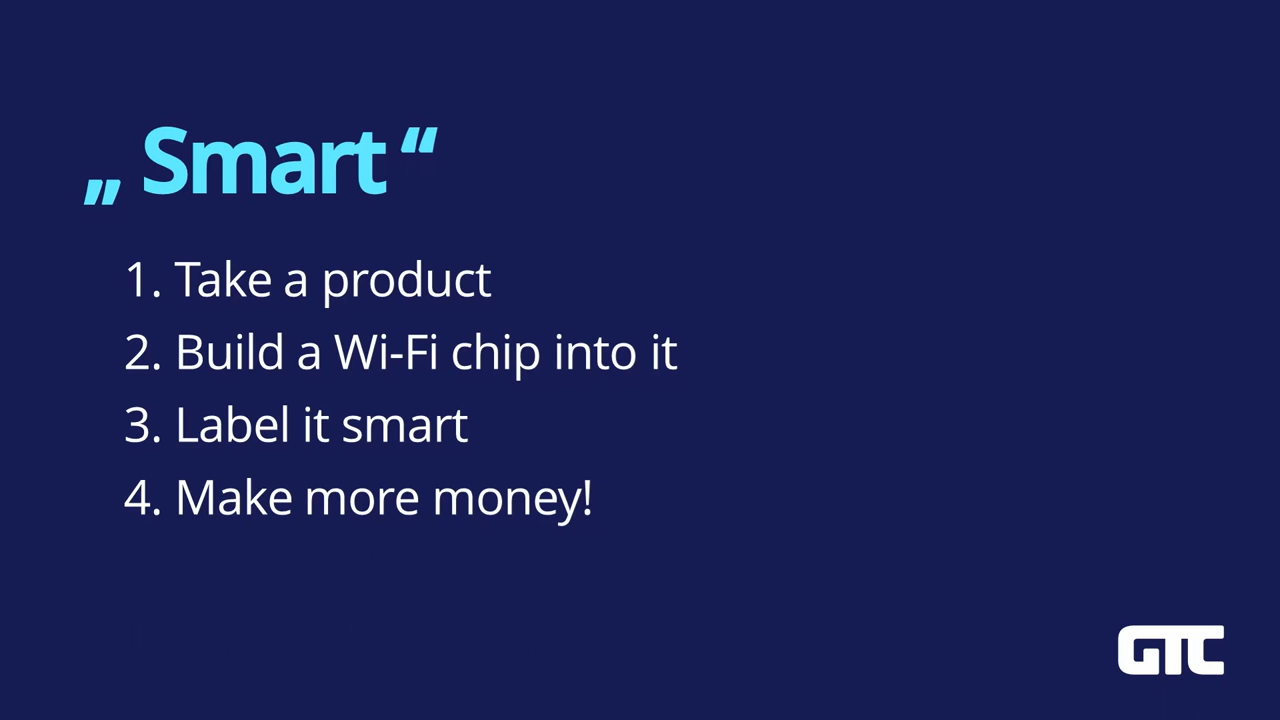 „Smart“
1. Take a product
2. Build a Wi-Fi chip into it
3. Label it smart
4. Make more money!
GTC